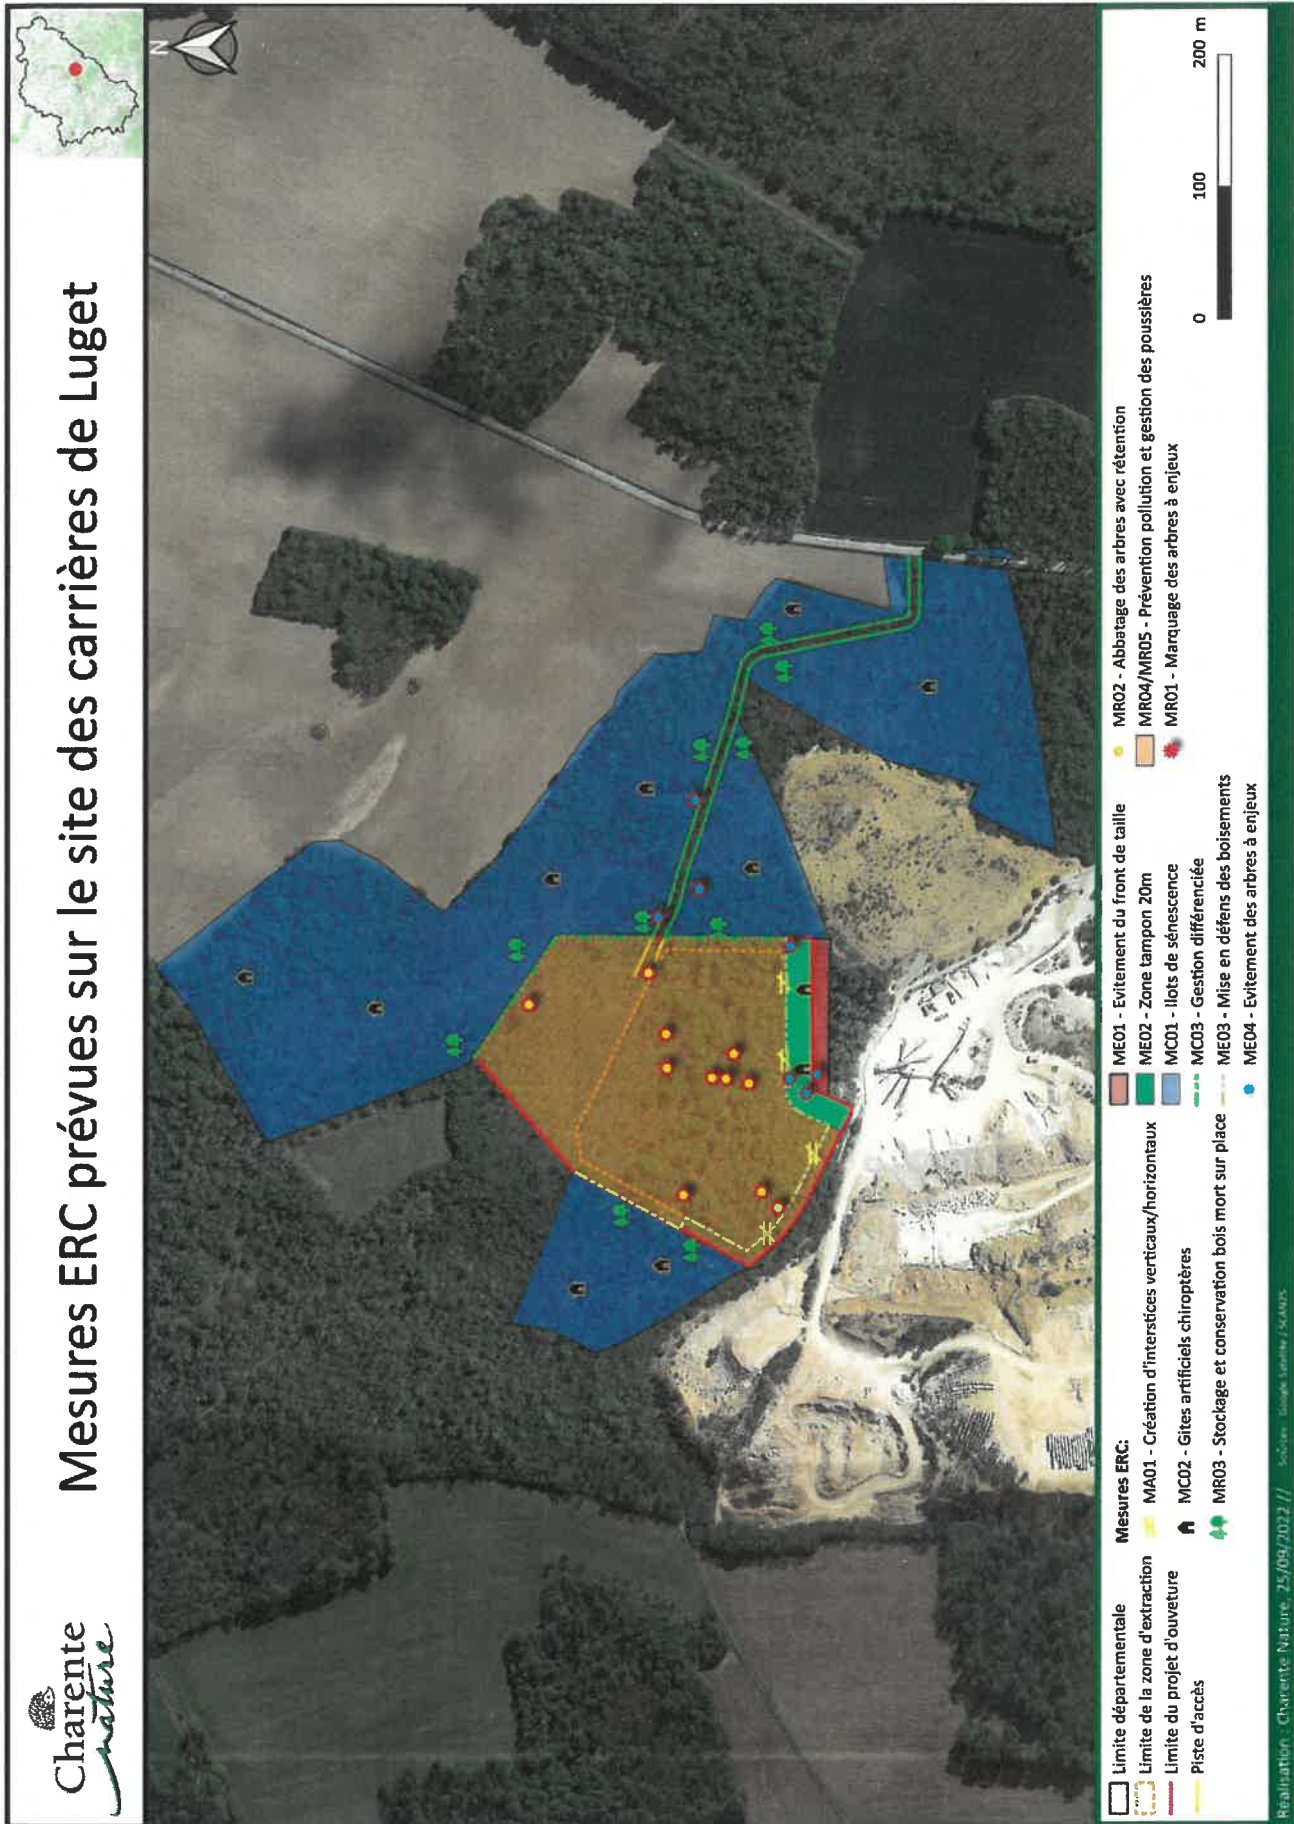 Charente
nature
Mesures ERC prévues sur le site des carrières de Luget
N
Limite départementale
Limite de la zone d'extraction
Limite du projet d'ouveture
Piste d'accès
Mesures ERC:
MA01 - Création d'interstices verticaux/horizontaux
MC02 - Gites artificiels chiroptères
MR03 - Stockage et conservation bois mort sur place
ME01 - Evitement du front de taille
ME02 - Zone tampon 20m
MC01 - Ilots de sénescence
MC03 - Gestion différenciée
ME03 - Mise en défens des boisements
ME04 - Evitement des arbres à enjeux
MR02 - Abbatage des arbres avec rétention
MR04/MR05 - Prévention pollution et gestion des poussières
MR01 - Marquage des arbres à enjeux
0 100 200 m
Réalisation : Charente Nature, 25/09/2022 // Sources : Google Satellite / SCAN25